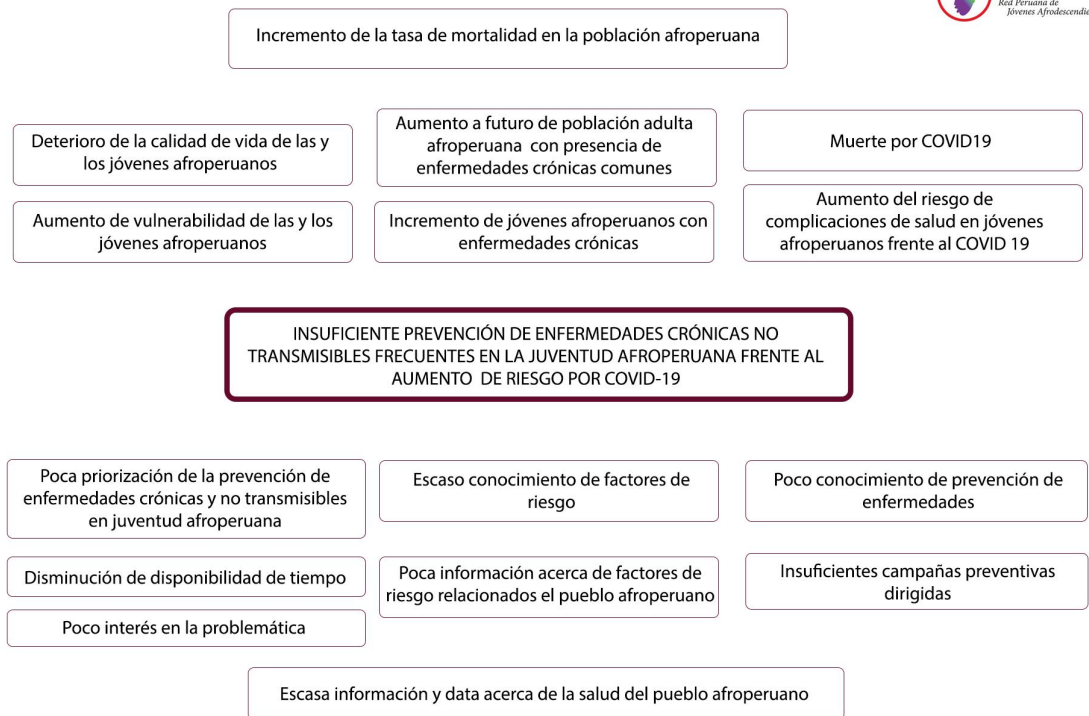 Red Peruana de
Jóvenes Afrodescendie
Incremento de la tasa de mortalidad en la población afroperuana
Deterioro de la calidad de vida de las y
los jóvenes afroperuanos
Aumento a futuro de población adulta
afroperuana con presencia de
enfermedades crónicas comunes
Muerte por COVID19
Aumento de vulnerabilidad de las y los
jóvenes afroperuanos
Incremento de jóvenes afroperuanos con
enfermedades crónicas
Aumento del riesgo de
complicaciones de salud en jóvenes
afroperuanos frente al COVID 19
INSUFICIENTE PREVENCIÓN DE ENFERMEDADES CRÓNICAS NO
TRANSMISIBLES FRECUENTES EN LA JUVENTUD AFROPERUANA FRENTE AL
AUMENTO DE RIESGO POR COVID-19
Poca priorización de la prevención de
enfermedades crónicas y no transmisibles
en juventud afroperuana
Escaso conocimiento de factores de
riesgo
Poco conocimiento de prevención de
enfermedades
Disminución de disponibilidad de tiempo
Poca información acerca de factores de
riesgo relacionados el pueblo afroperuano
Insuficientes campañas preventivas
dirigidas
Poco interés en la problemática
Escasa información y data acerca de la salud del pueblo afroperuano